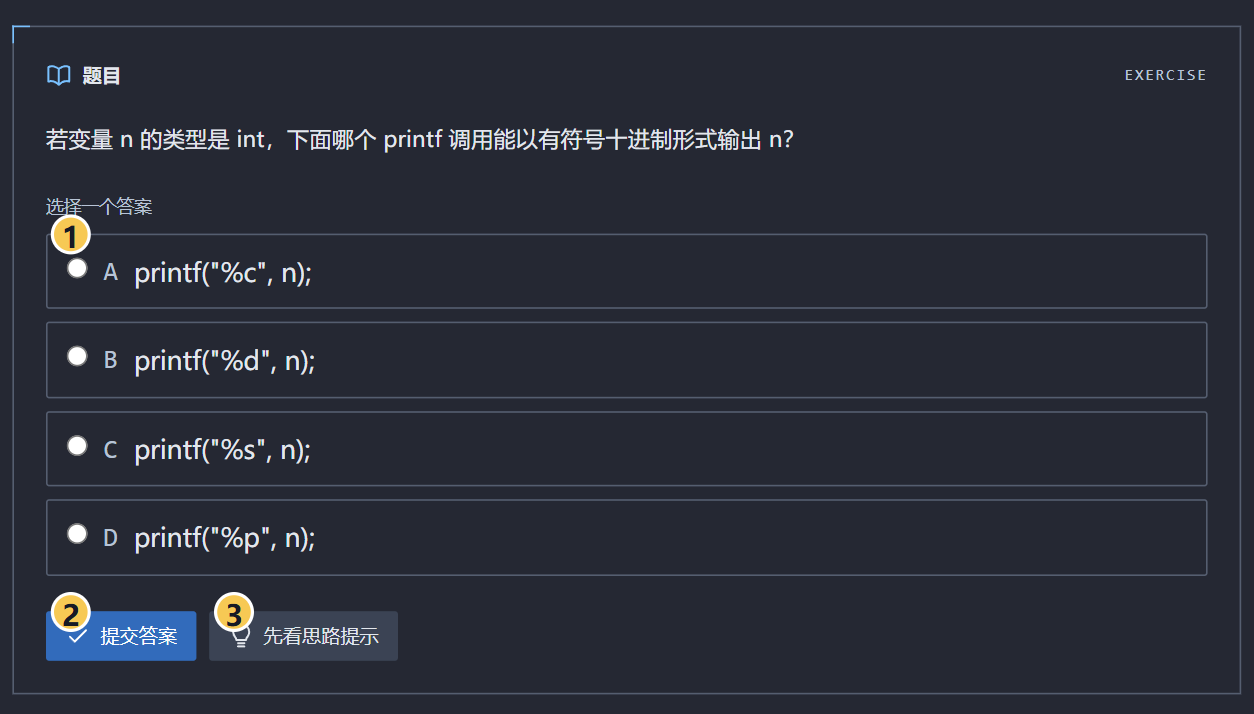 题目
EXERCISE
若变量 n 的类型是 int，下面哪个 printf 调用能以有符号十进制形式输出 n？
选择一个答案
1
A printf("%c", n);
B printf("%d", n);
C printf("%s", n);
D printf("%p", n);
2
提交答案
3
先看思路提示